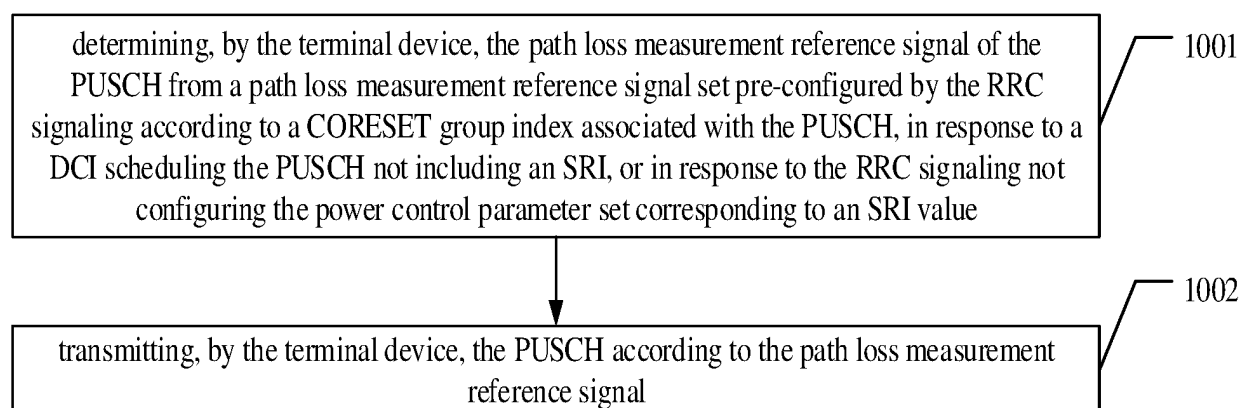 determining, by the terminal device, the path loss measurement reference signal of the
PUSCH from a path loss measurement reference signal set pre-configured by the RRC
signaling according to a CORESET group index associated with the PUSCH, in response to a
DCI scheduling the PUSCH not including an SRI, or in response to the RRC signaling not
configuring the power control parameter set corresponding to an SRI value
1001
transmitting, by the terminal device, the PUSCH according to the path loss measurement
reference signal
1002